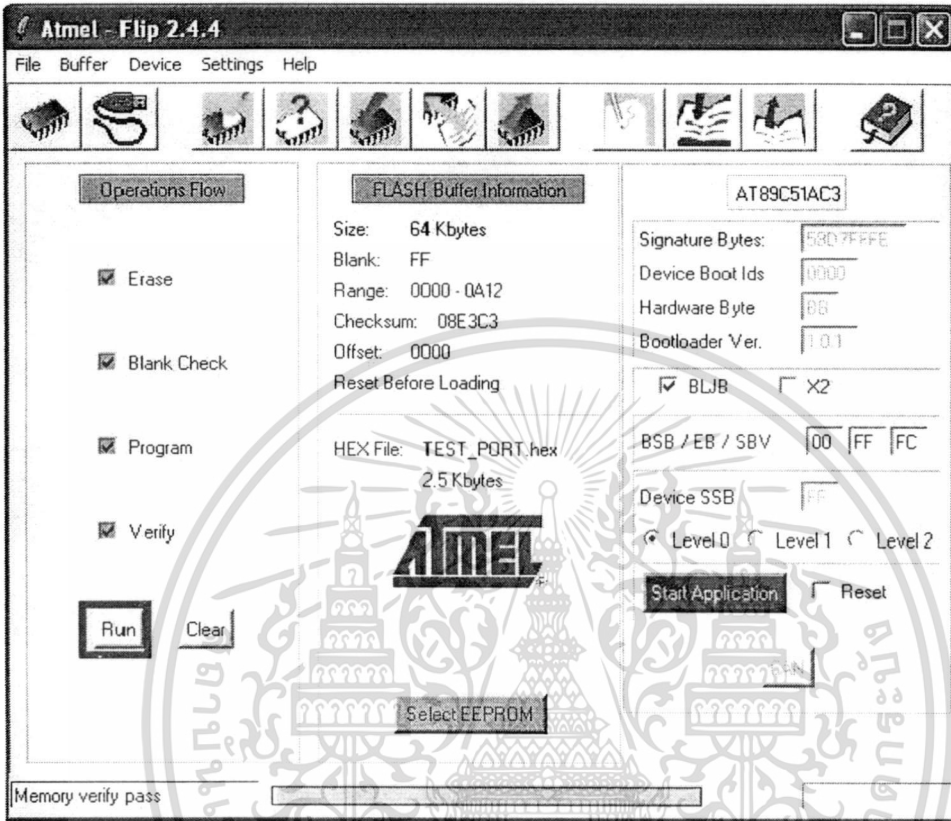 Atmel - Flip 2.4.4
File Buffer Device Settings Help
Operations Flow
Erase
Blank Check
Program
Verify
Run Clear
FLASH Buffer Information
Size: 64 Kbytes
Blank: FF
Range: 0000 - 0A12
Checksum: 08E3C3
Offset: 0000
Reset Before Loading
HEX File: TEST_PORT.hex
2.5 Kbytes
ATMEL
Select EEPROM
AT89C51AC3
Signature Bytes: 58D7FFFE
Device Boot Ids 0000
Hardware Byte BB
Bootloader Ver. 1.0.1
BLJB X2
BSB / EB / SBV 00 FF FC
Device SSB FF
Level 0 Level 1 Level 2
Start Application Reset
Memory verify pass